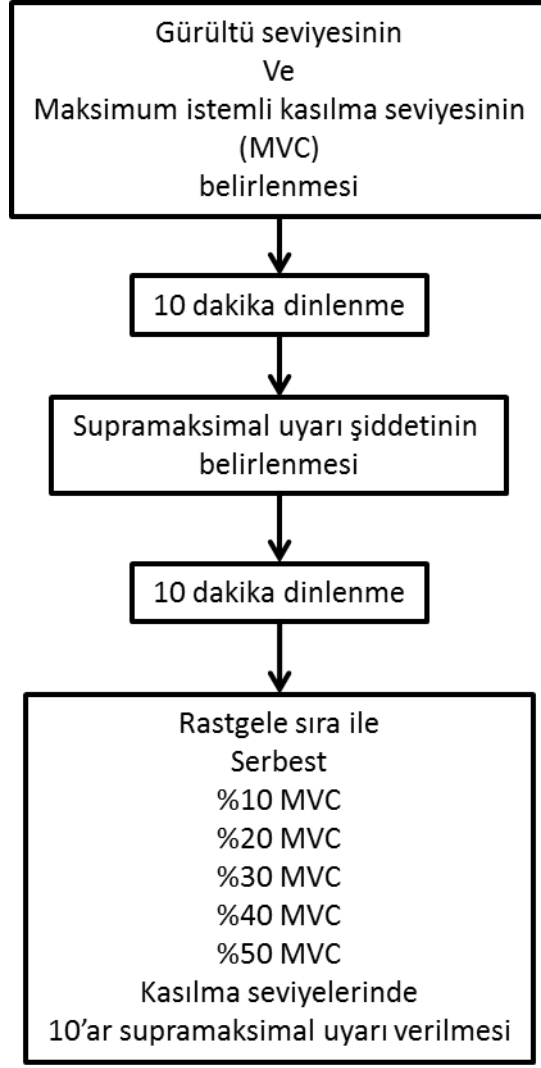 Gürültü seviyesinin
Ve
Maksimum istemli kasılma seviyesinin
(MVC)
belirlenmesi
10 dakika dinlenme
Supramaksimal uyarı şiddetinin
belirlenmesi
10 dakika dinlenme
Rastgele sıra ile
Serbest
%10 MVC
%20 MVC
%30 MVC
%40 MVC
%50 MVC
Kasılma seviyelerinde
10’ar supramaksimal uyarı verilmesi